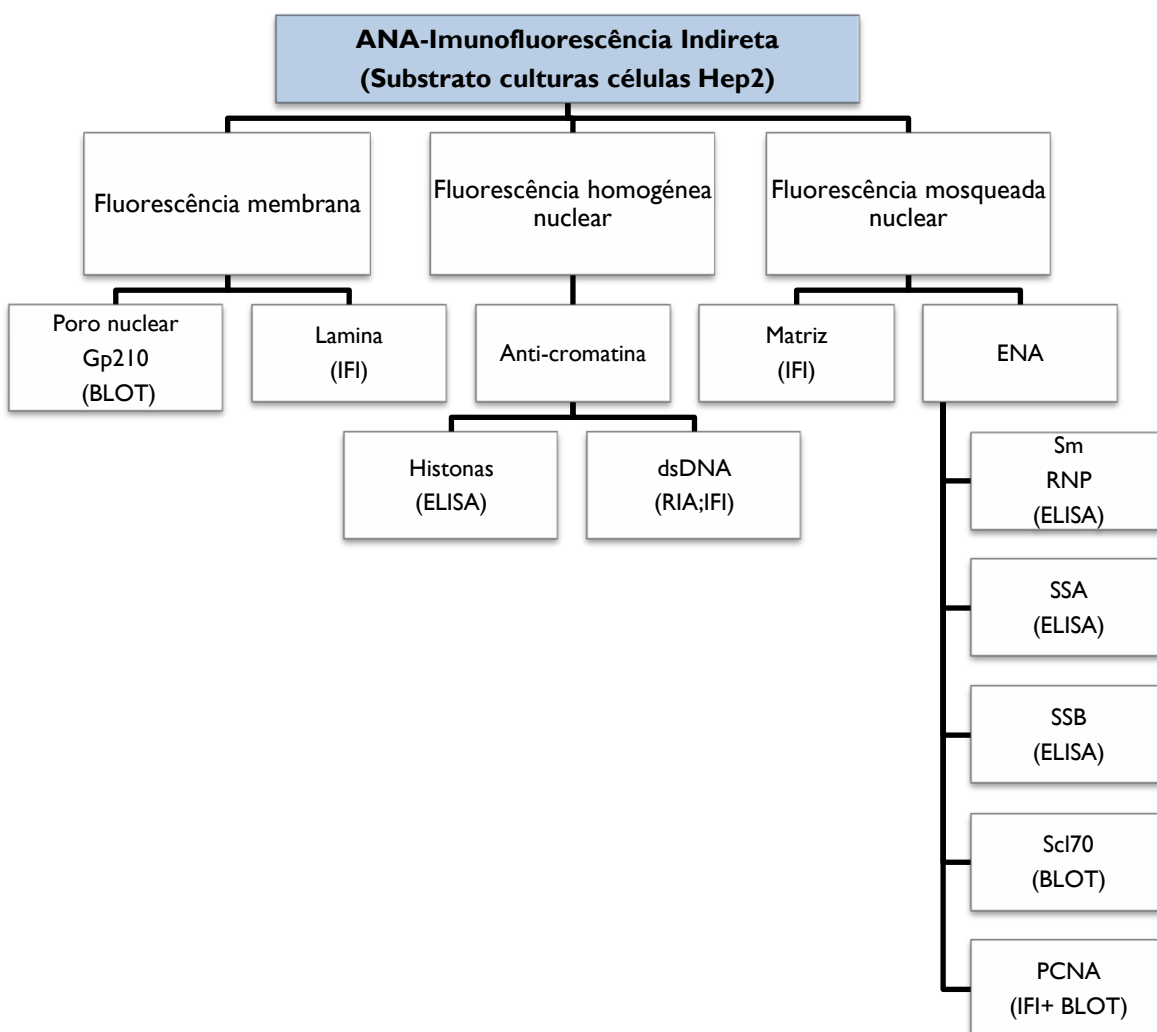 ANA-Imunofluorescência Indireta
(Substrato culturas células Hep2)
Fluorescência membrana
Fluorescência homogénea
nuclear
Fluorescência mosqueada
nuclear
Poro nuclear
Gp210
(BLOT)
Lamina
(IFI)
Anti-cromatina
Matriz
(IFI)
ENA
Histonas
(ELISA)
dsDNA
(RIA;IFI)
Sm
RNP
(ELISA)
SSA
(ELISA)
SSB
(ELISA)
Scl70
(BLOT)
PCNA
(IFI+ BLOT)